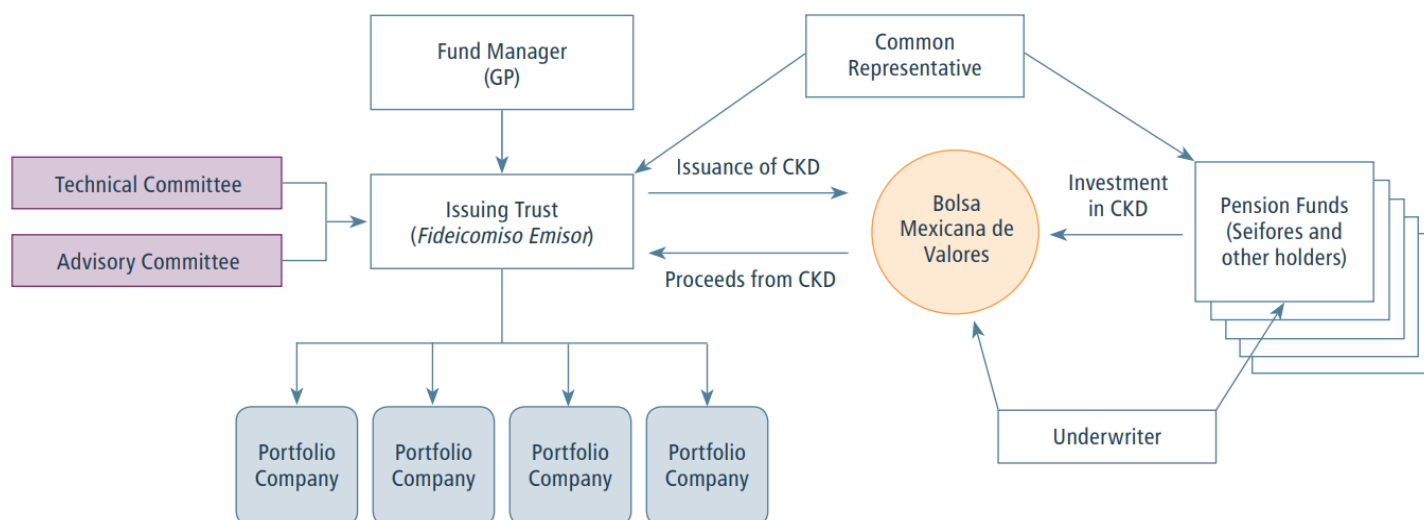 Fund Manager
(GP)
Common
Representative
Technical Committee
Advisory Committee
Issuing Trust
(Fideicomiso Emisor)
Issuance of CKD
Proceeds from CKD
Bolsa
Mexicana de
Valores
Investment
in CKD
Pension Funds
(Seifores and
other holders)
Underwriter
Portfolio
Company
Portfolio
Company
Portfolio
Company
Portfolio
Company